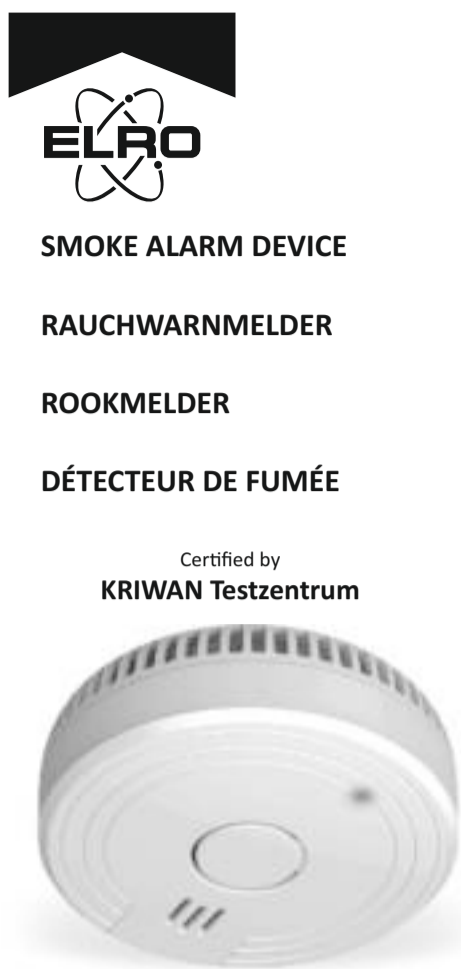 ELRO
SMOKE ALARM DEVICE
RAUCHWARNMELDER
ROOKMELDER
DÉTECTEUR DE FUMÉE
Certified by
KRIWAN Testzentrum